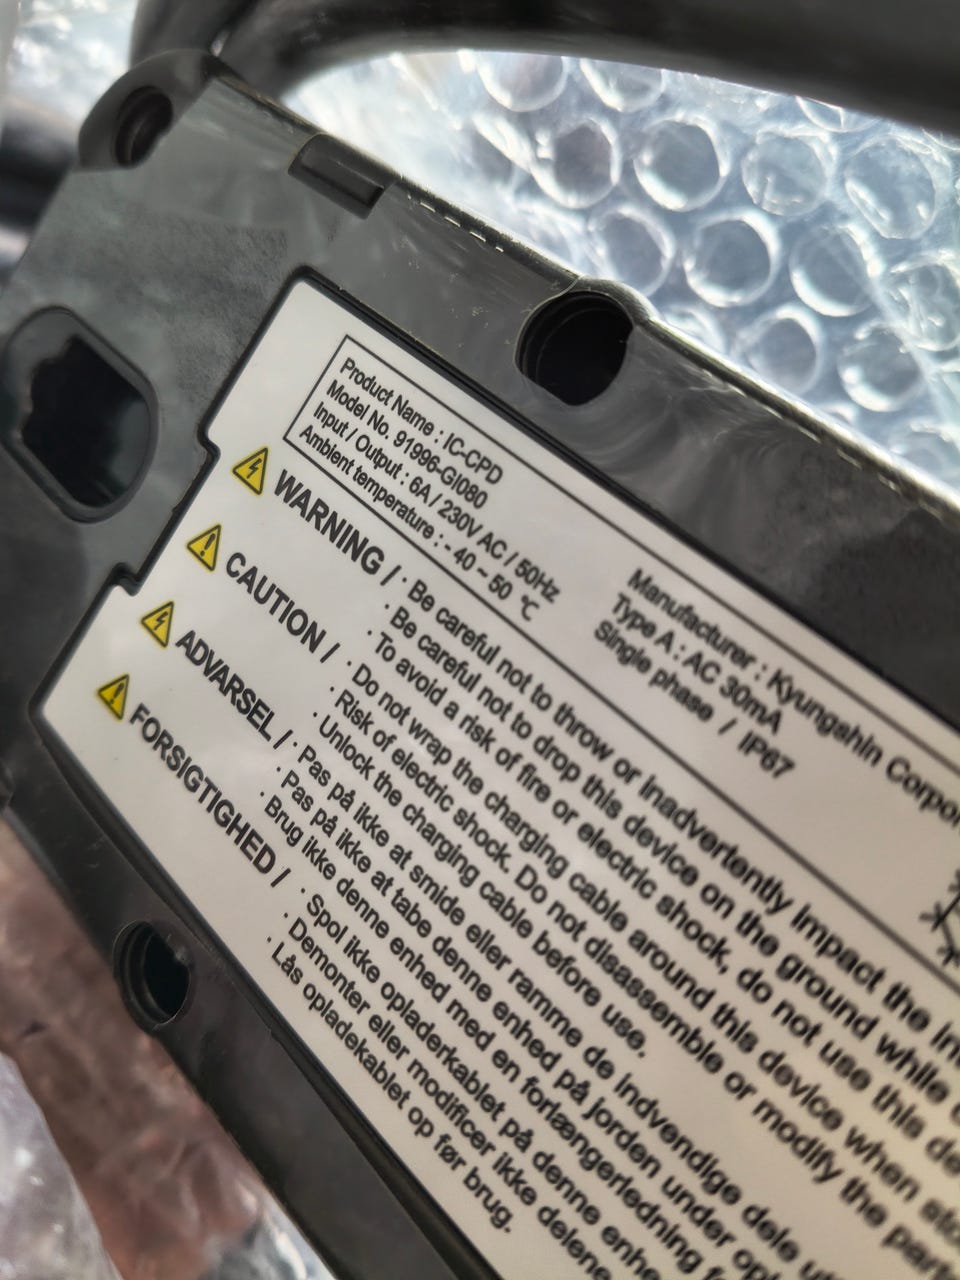 Product Name : IC-CPD
Model No. 91996-GI080
Input / Output : 6A / 230V AC / 50Hz
Ambient temperature : - 40 ~ 50 ℃
Manufacturer : Kyungshin
Type A : AC 30mA
Single phase / IP67
WARNING / · Be careful not to throw or inadvertently impact the
· Be careful not to drop this device on the ground while
· To avoid a risk of fire or electric shock, do not use this
CAUTION / · Do not wrap the charging cable around this device when
· Risk of electric shock. Do not disassemble or modify the
· Unlock the charging cable before use.
ADVARSEL / · Pas på ikke at smide eller ramme de indvendige dele
· Pas på ikke at tabe denne enhed på jorden under
· Brug ikke denne enhed med en forlængerledning
FORSIGTIGHED / · Spol ikke opladerkablet på denne
· Demonter eller modificer ikke delene
· Lås opladekablet op før brug.